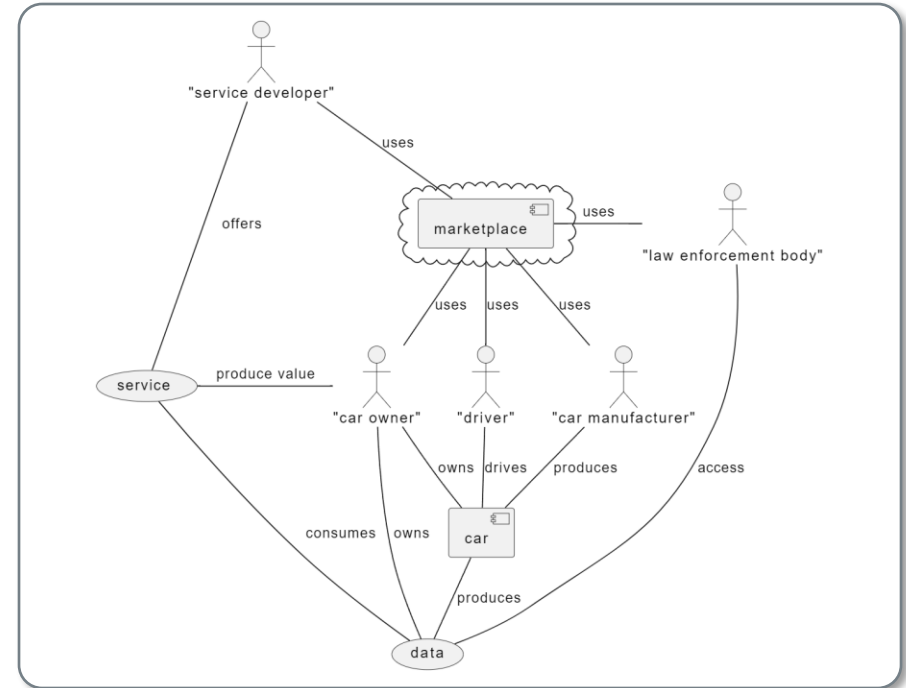 "service developer"
uses
offers
marketplace
uses
"law enforcement body"
uses
uses
uses
service
produce value
"car owner"
"driver"
"car manufacturer"
owns
drives
produces
access
consumes
owns
car
produces
data